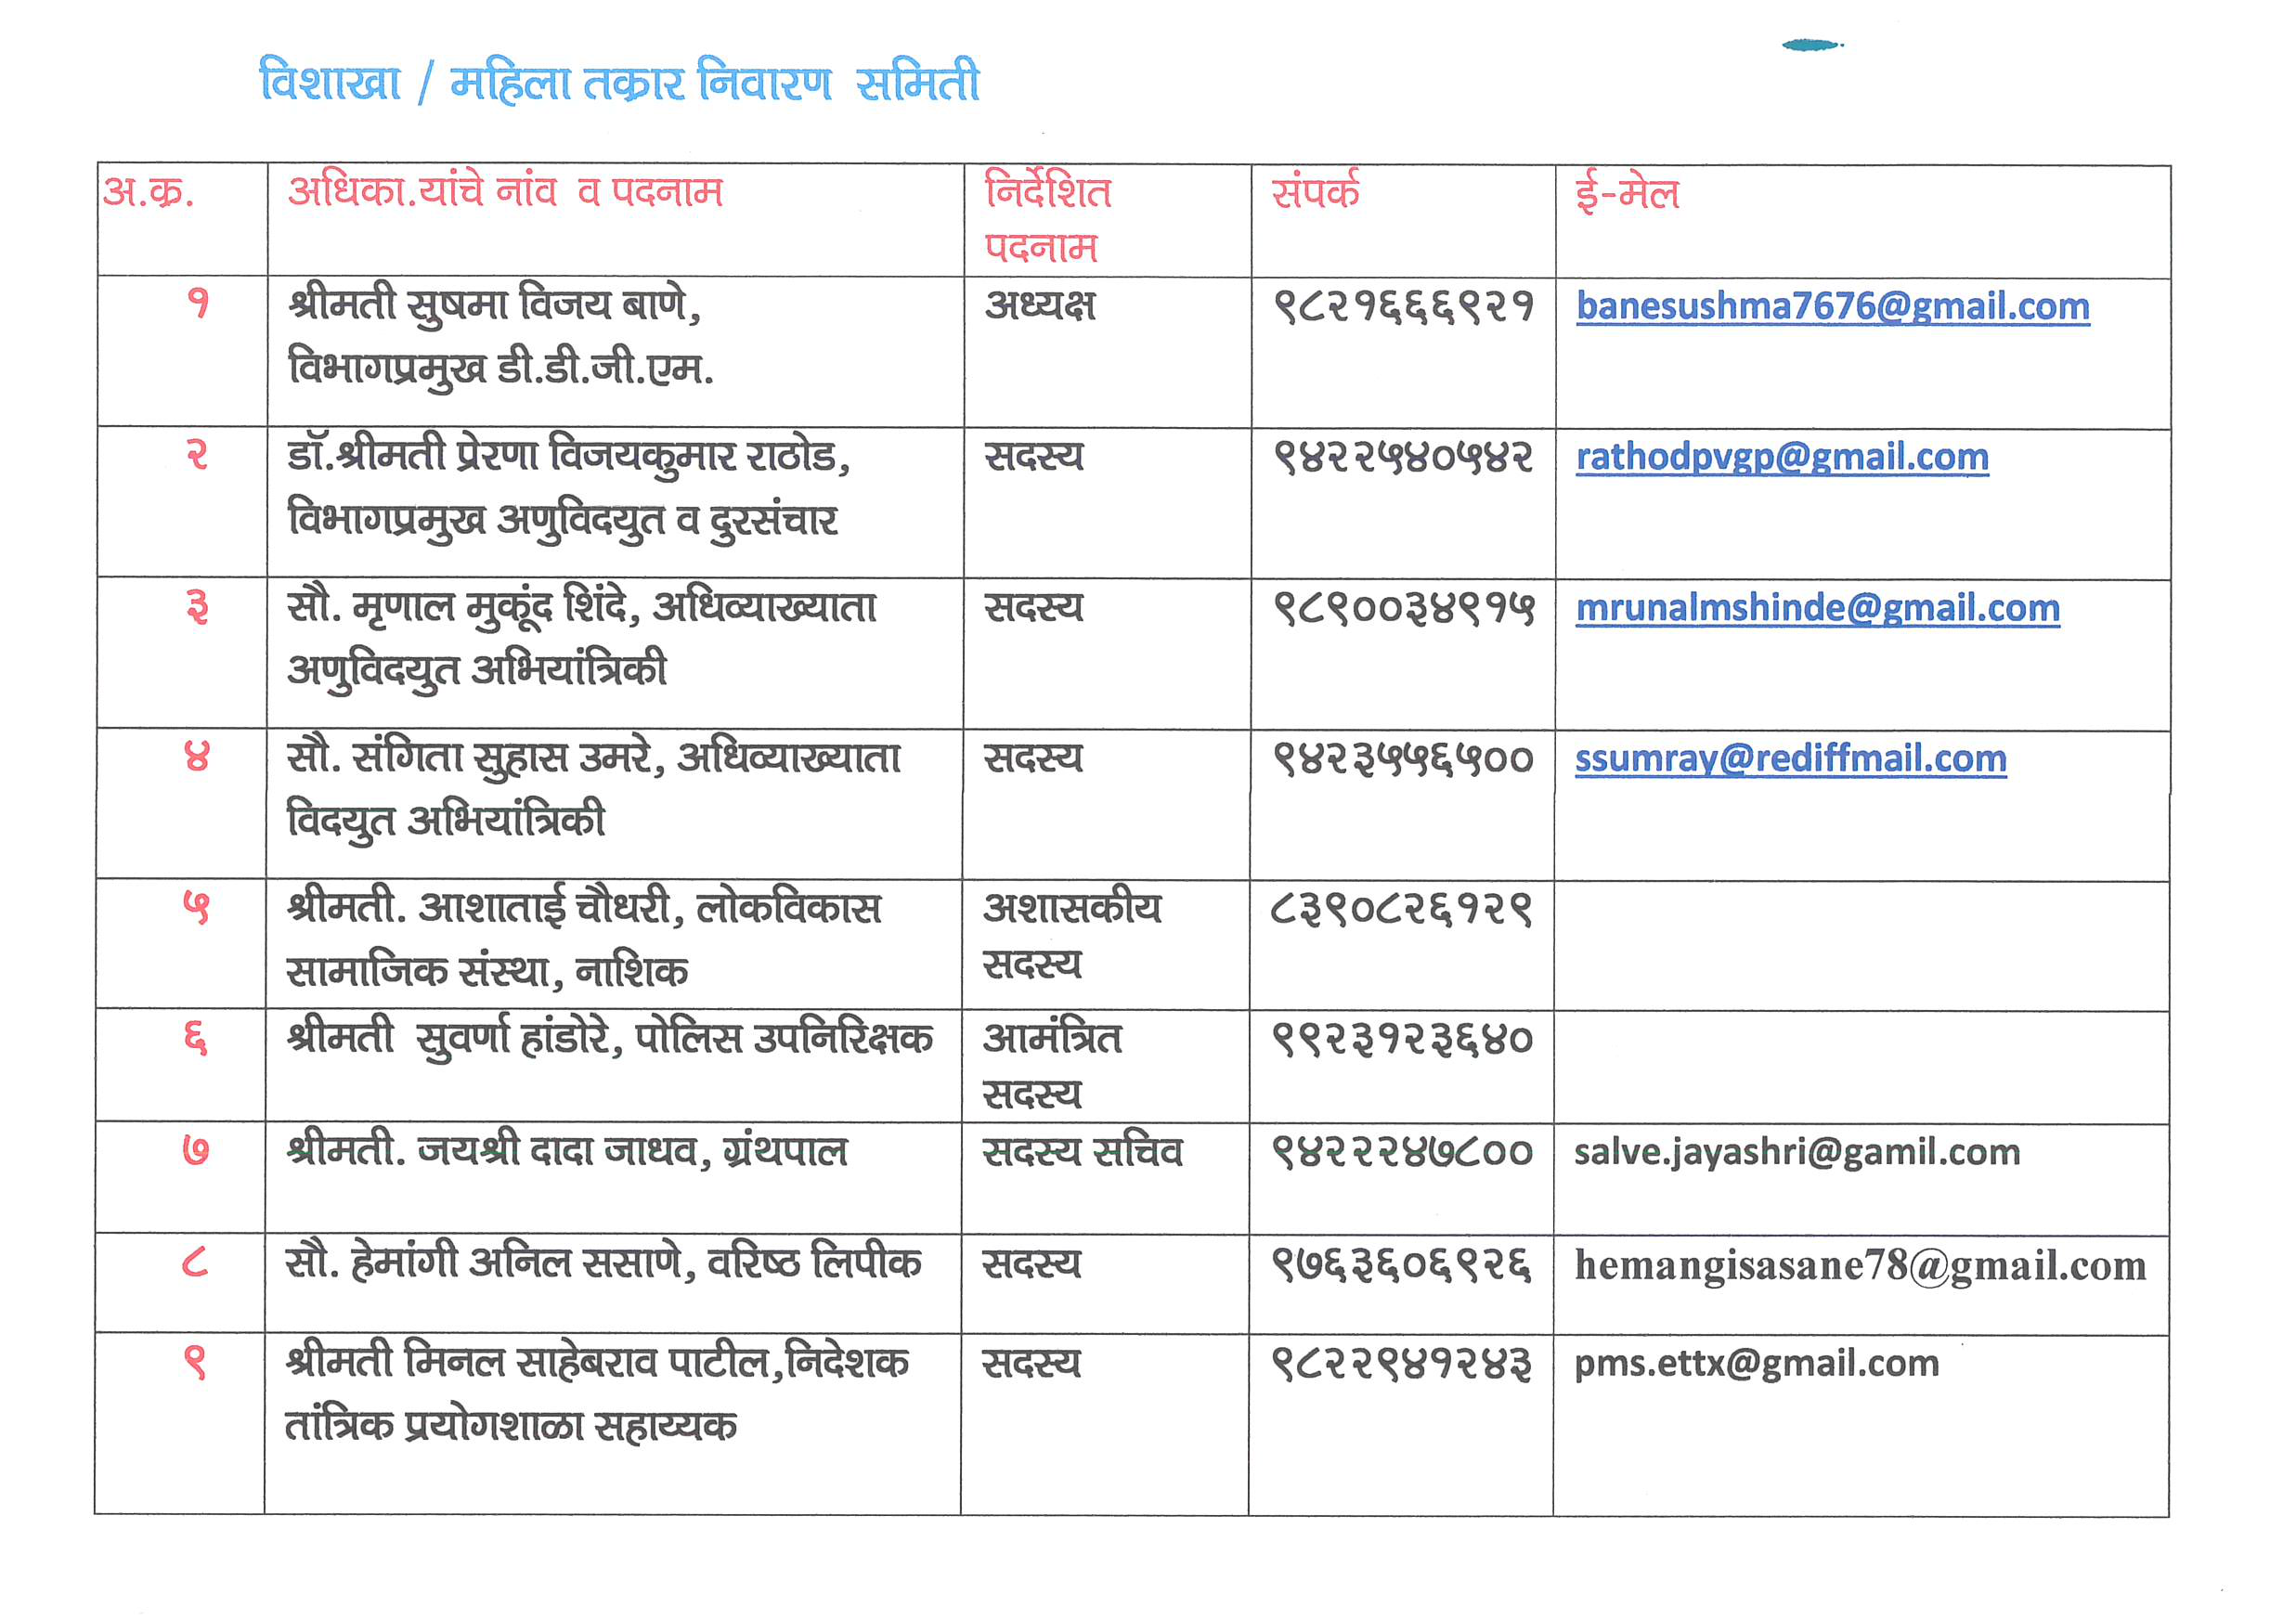 विशाखा / महिला तक्रार निवारण समिती
अ.क्र. अधिका.यांचे नांव व पदनाम निर्देशित संपर्क ई-मेल
पदनाम
१ श्रीमती सुषमा विजय बाणे, अध्यक्ष ९८२१६६६९२१ banesushma7676@gmail.com
विभागप्रमुख डी.डी.जी.एम.
२ डॉ.श्रीमती प्रेरणा विजयकुमार राठोड, सदस्य ९४२२५४०५४२ rathodpvgp@gmail.com
विभागप्रमुख अणुविदयुत व दुरसंचार
३ सौ. मृणाल मुकूंद शिंदे, अधिव्याख्याता सदस्य ९८९००३४९१५ mrunalmshinde@gmail.com
अणुविदयुत अभियांत्रिकी
४ सौ. संगिता सुहास उमरे, अधिव्याख्याता सदस्य ९४२३५५६५०० ssumray@rediffmail.com
विदयुत अभियांत्रिकी
५ श्रीमती. आशाताई चौधरी, लोकविकास अशासकीय ८३९०८२६१२९
सामाजिक संस्था, नाशिक सदस्य
६ श्रीमती सुवर्णा हांडोरे, पोलिस उपनिरिक्षक आमंत्रित ९९२३१२३६४०
सदस्य
७ श्रीमती. जयश्री दादा जाधव, ग्रंथपाल सदस्य सचिव ९४२२२४७८०० salve.jayashri@gamil.com
८ सौ. हेमांगी अनिल ससाणे, वरिष्ठ लिपीक सदस्य ९७६३६०६९२६ hemangisasane78@gmail.com
९ श्रीमती मिनल साहेबराव पाटील,निदेशक सदस्य ९८२२९४१२४३ pms.ettx@gmail.com
तांत्रिक प्रयोगशाळा सहाय्यक